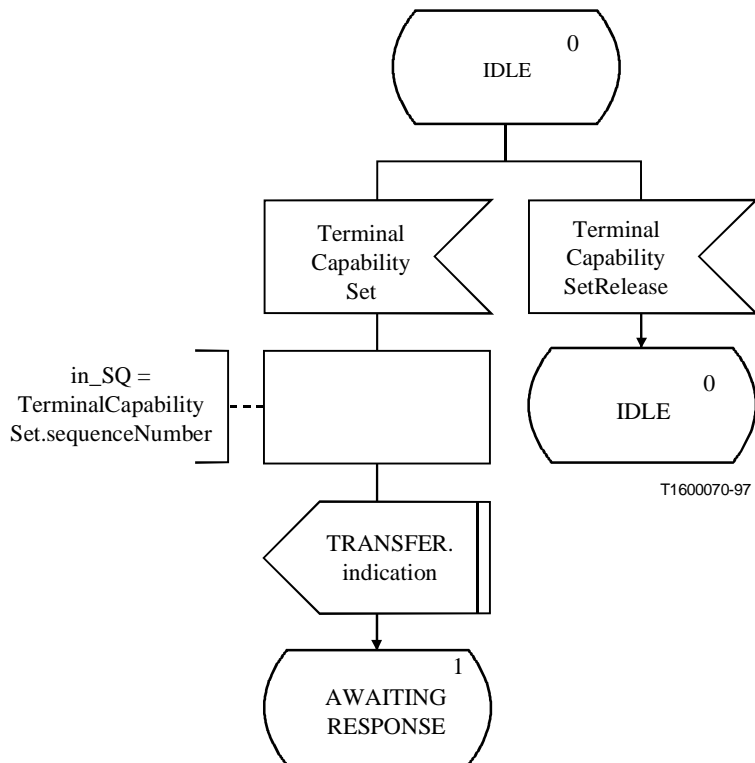 0
IDLE
Terminal
Capability
Set
Terminal
Capability
SetRelease
in_SQ =
TerminalCapability
Set.sequenceNumber
0
IDLE
T1600070-97
TRANSFER.
indication
1
AWAITING
RESPONSE